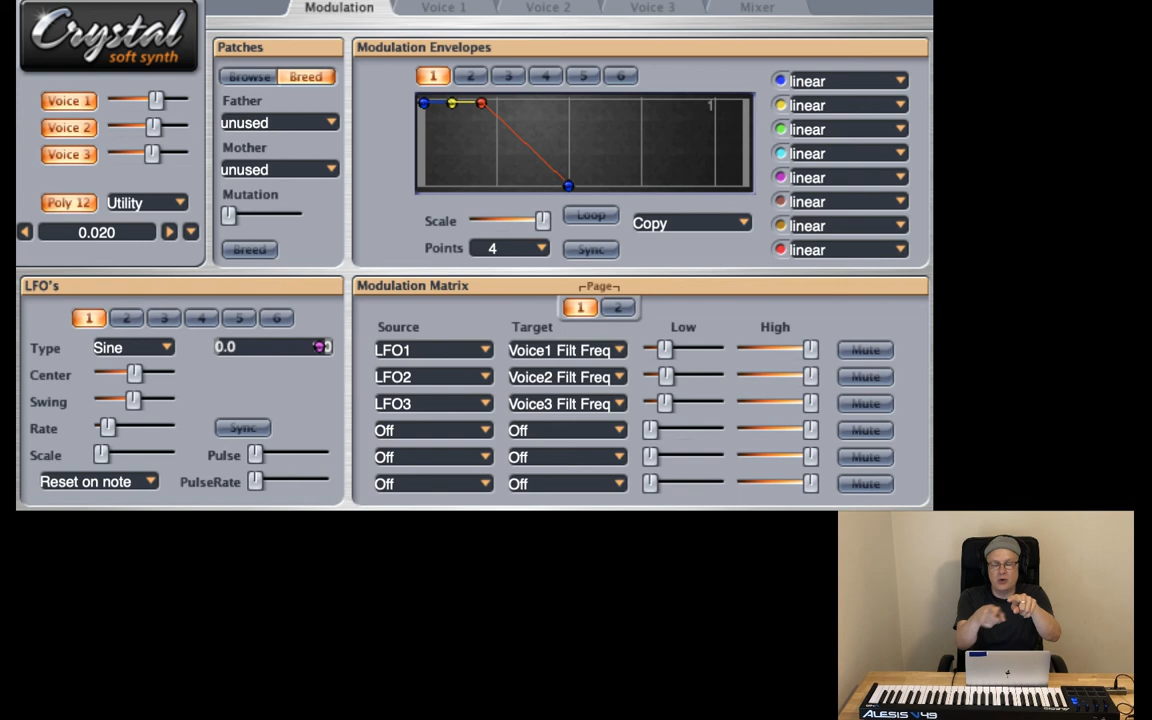 Crystal
soft synth
Modulation
Voice 1
Voice 2
Voice 3
Mixer
Voice 1
Voice 2
Voice 3
Poly 12
Utility
0.020
Patches
Browse
Breed
Father
unused
Mother
unused
Mutation
Breed
Modulation Envelopes
1 2 3 4 5 6
1
Scale
Loop
Copy
Points
4
Sync
linear
linear
linear
linear
linear
linear
linear
linear
LFO's
1 2 3 4 5 6
Type
Sine
0.0
Center
Swing
Rate
Sync
Scale
Pulse
Reset on note
PulseRate
Modulation Matrix
Page
1 2
Source Target Low High
LFO1 Voice1 Filt Freq Mute
LFO2 Voice2 Filt Freq Mute
LFO3 Voice3 Filt Freq Mute
Off Off Mute
Off Off Mute
Off Off Mute
ALESIS V49